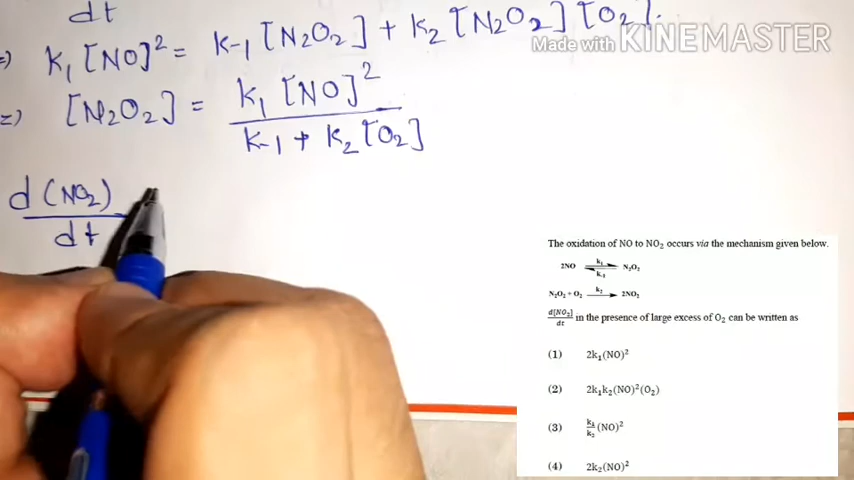 dt
k₁ [NO]² = k-1 [N₂O₂] + k₂ [N₂O₂] [O₂].
Made with KINEMASTER
[N₂O₂] = k₁ [NO]² / k-1 + k₂ [O₂]
d (NO₂)
dt
The oxidation of NO to NO₂ occurs via the mechanism given below.
2NO k₁ ⇌ k-1 N₂O₂
N₂O₂ + O₂ k₂ → 2NO₂
d[NO₂]/dt in the presence of large excess of O₂ can be written as
(1) 2k₁(NO)²
(2) 2k₁k₂(NO)²(O₂)
(3) (NO)²
(4) 2k₂(NO)²